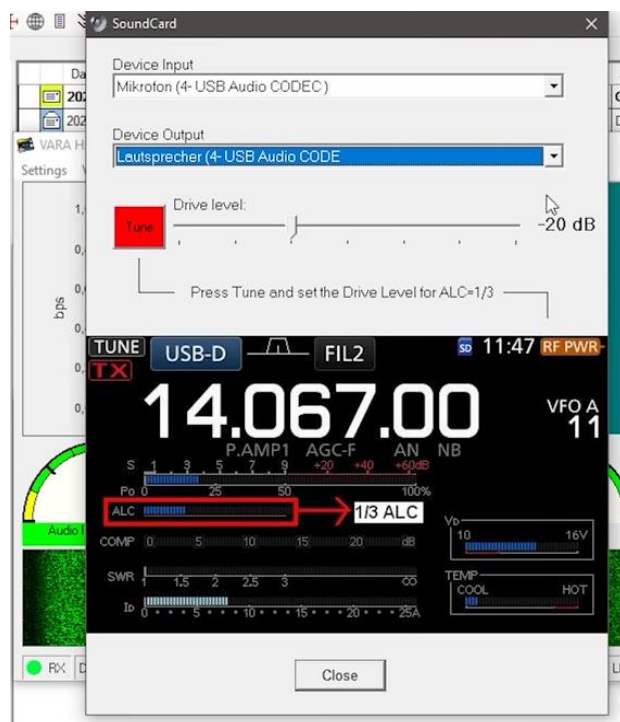 SoundCard
Device Input
Da
Mikrofon (4- USB Audio CODEC)
202
202
Device Output
VARA H
Lautsprecher (4- USB Audio CODE
Settings
Drive level:
Tune
-20 dB
Press Tune and set the Drive Level for ALC=1/3
bps
TUNE
USB-D
FIL2
SD
11:47
RF PWR
TX
14.067.00
VFO A
11
P.AMP1 AGC-F AN NB
S 1 3 5 7 9 +20 +40 +60dB
Po 0 25 50 100%
ALC
1/3 ALC
COMP 0 5 10 15 20 dB
VD
10 16V
SWR 1 1.5 2 2.5 3 ∞
TEMP
COOL HOT
ID 0 5 10 15 20 25A
Audio I
RX
Close